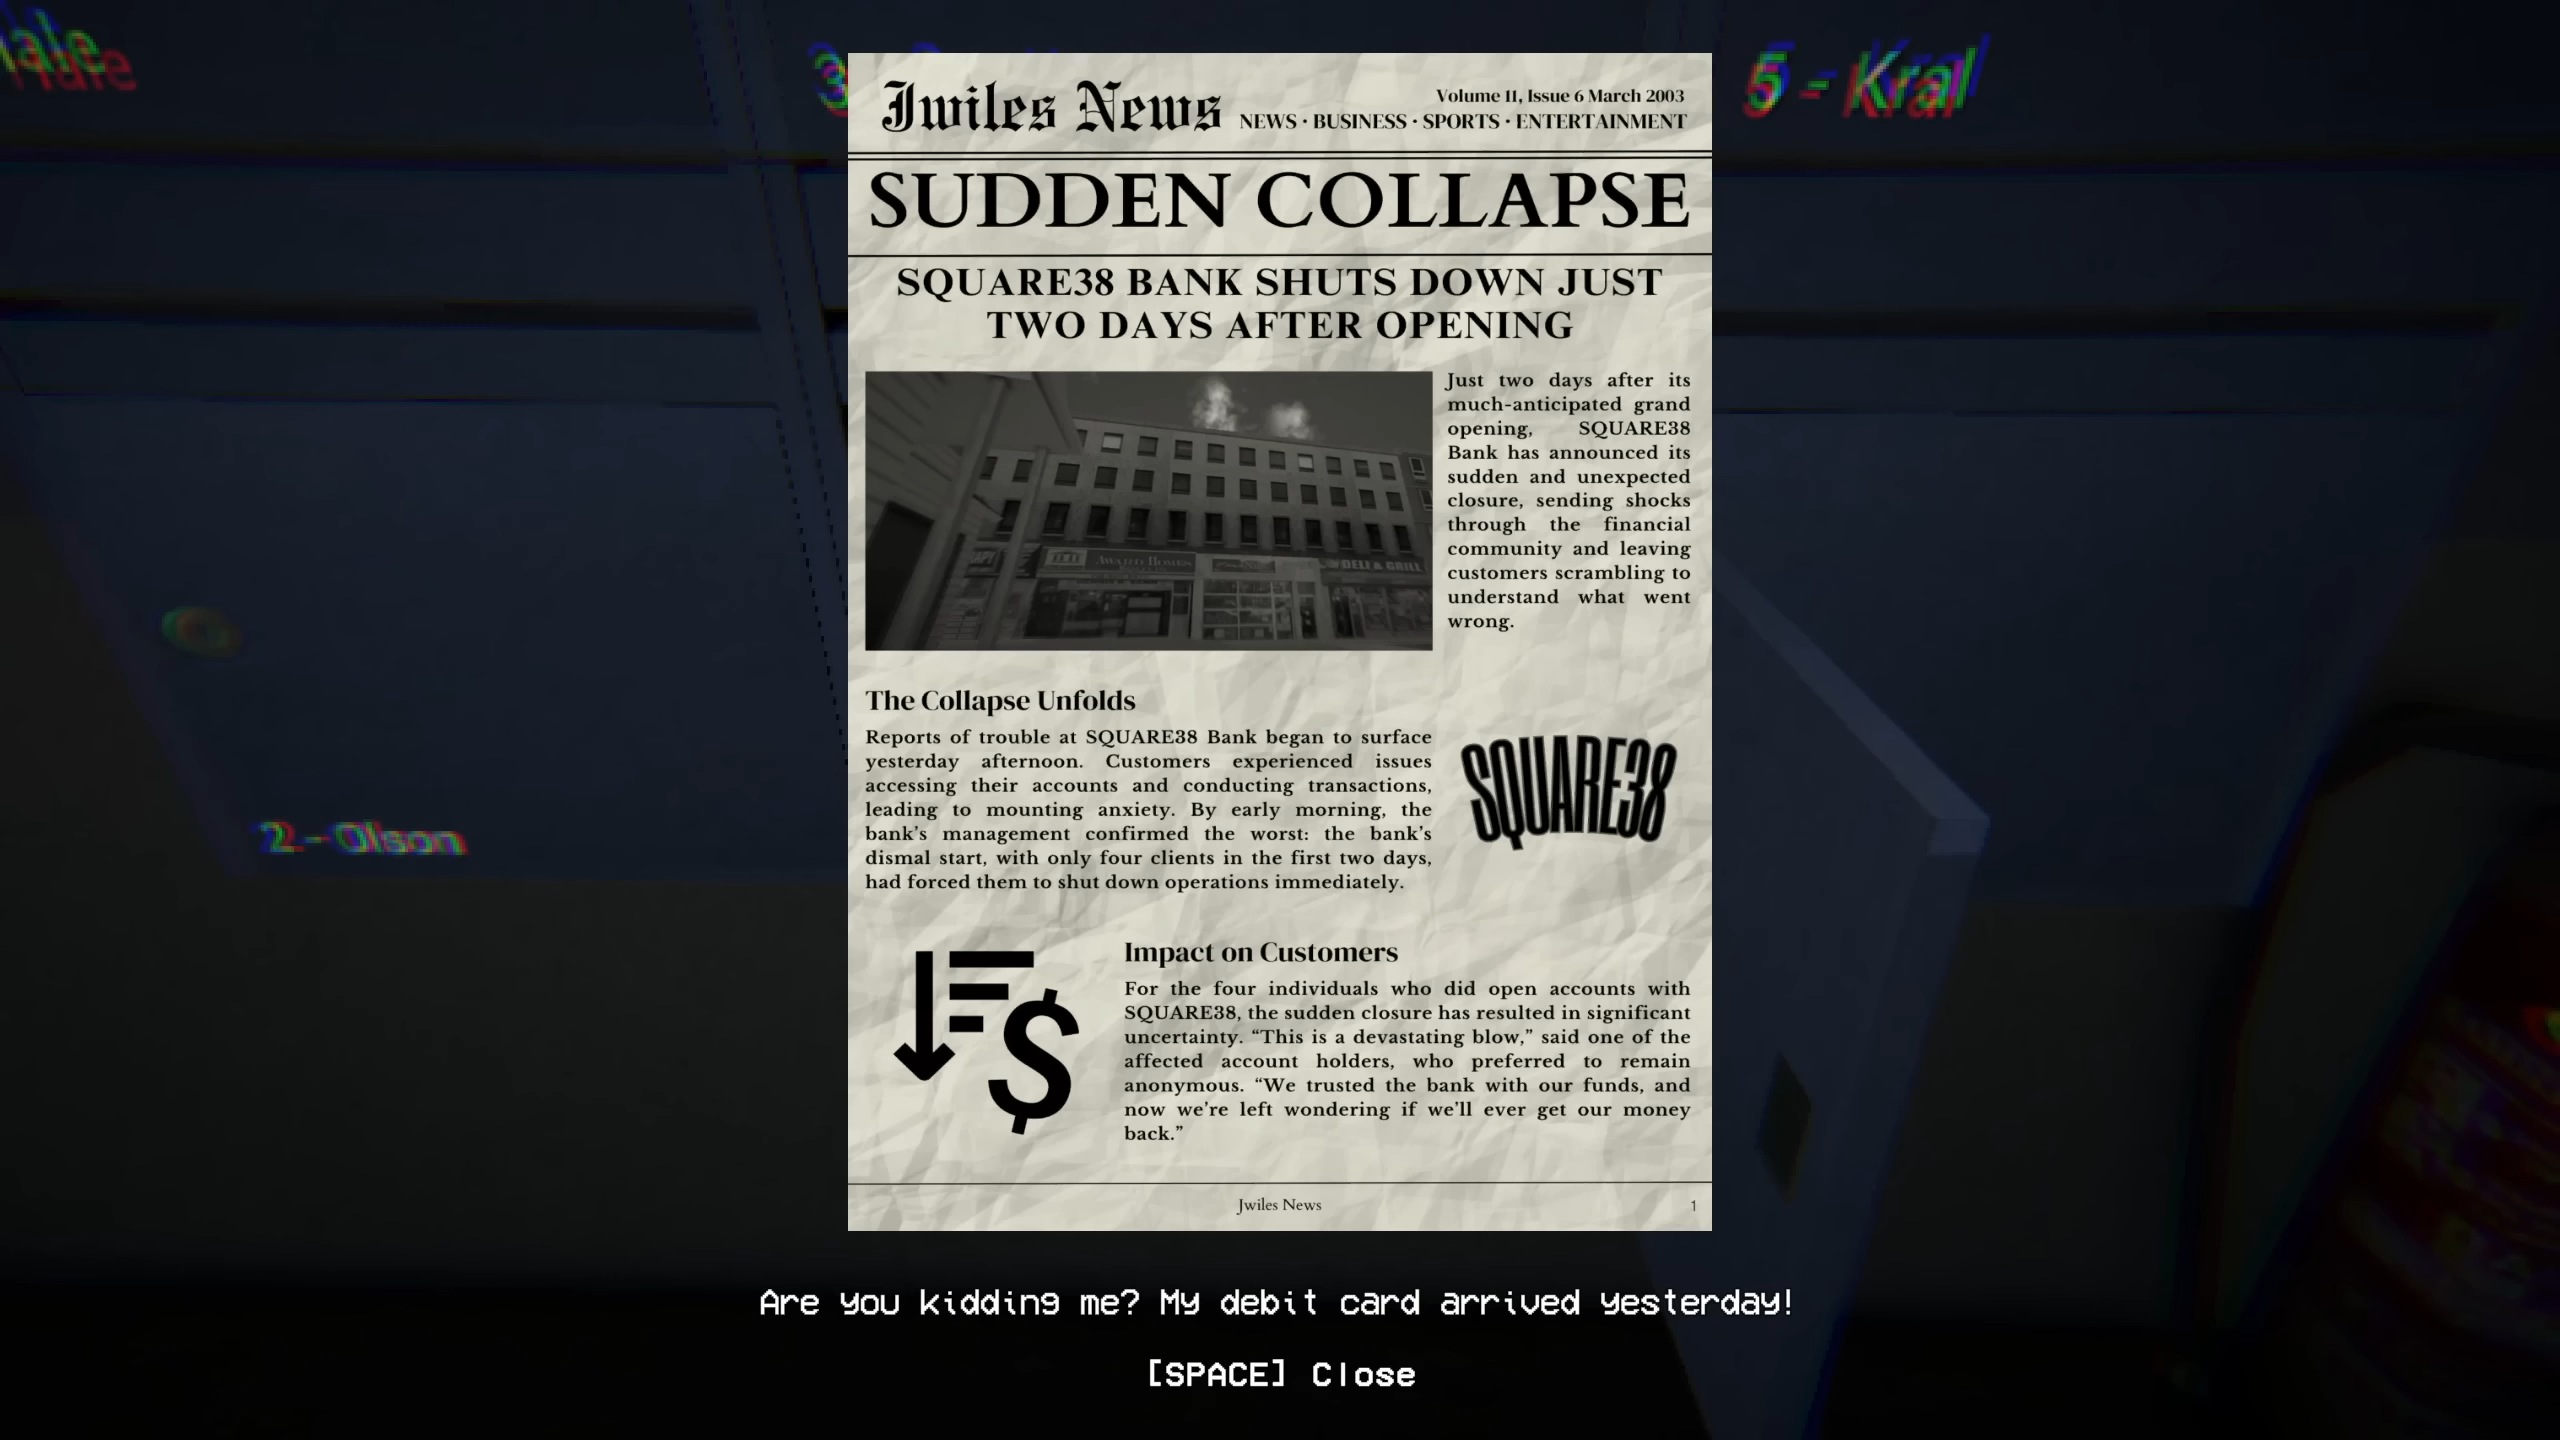 5 - Kral
Jwiles News
Volume 11, Issue 6 March 2003
NEWS · BUSINESS · SPORTS · ENTERTAINMENT
SUDDEN COLLAPSE
SQUARE38 BANK SHUTS DOWN JUST
TWO DAYS AFTER OPENING
AWARD HOMES
DELI & GRILL
Just two days after its
much-anticipated grand
opening, SQUARE38
Bank has announced its
sudden and unexpected
closure, sending shocks
through the financial
community and leaving
customers scrambling to
understand what went
wrong.
The Collapse Unfolds
Reports of trouble at SQUARE38 Bank began to surface
yesterday afternoon. Customers experienced issues
accessing their accounts and conducting transactions,
leading to mounting anxiety. By early morning, the
bank's management confirmed the worst: the bank's
dismal start, with only four clients in the first two days,
had forced them to shut down operations immediately.
SQUARE38
2 - Olson
$
Impact on Customers
For the four individuals who did open accounts with
SQUARE38, the sudden closure has resulted in significant
uncertainty. “This is a devastating blow,” said one of the
affected account holders, who preferred to remain
anonymous. “We trusted the bank with our funds, and
now we’re left wondering if we’ll ever get our money
back.”
Jwiles News
1
Are you kidding me? My debit card arrived yesterday!
[SPACE] Close